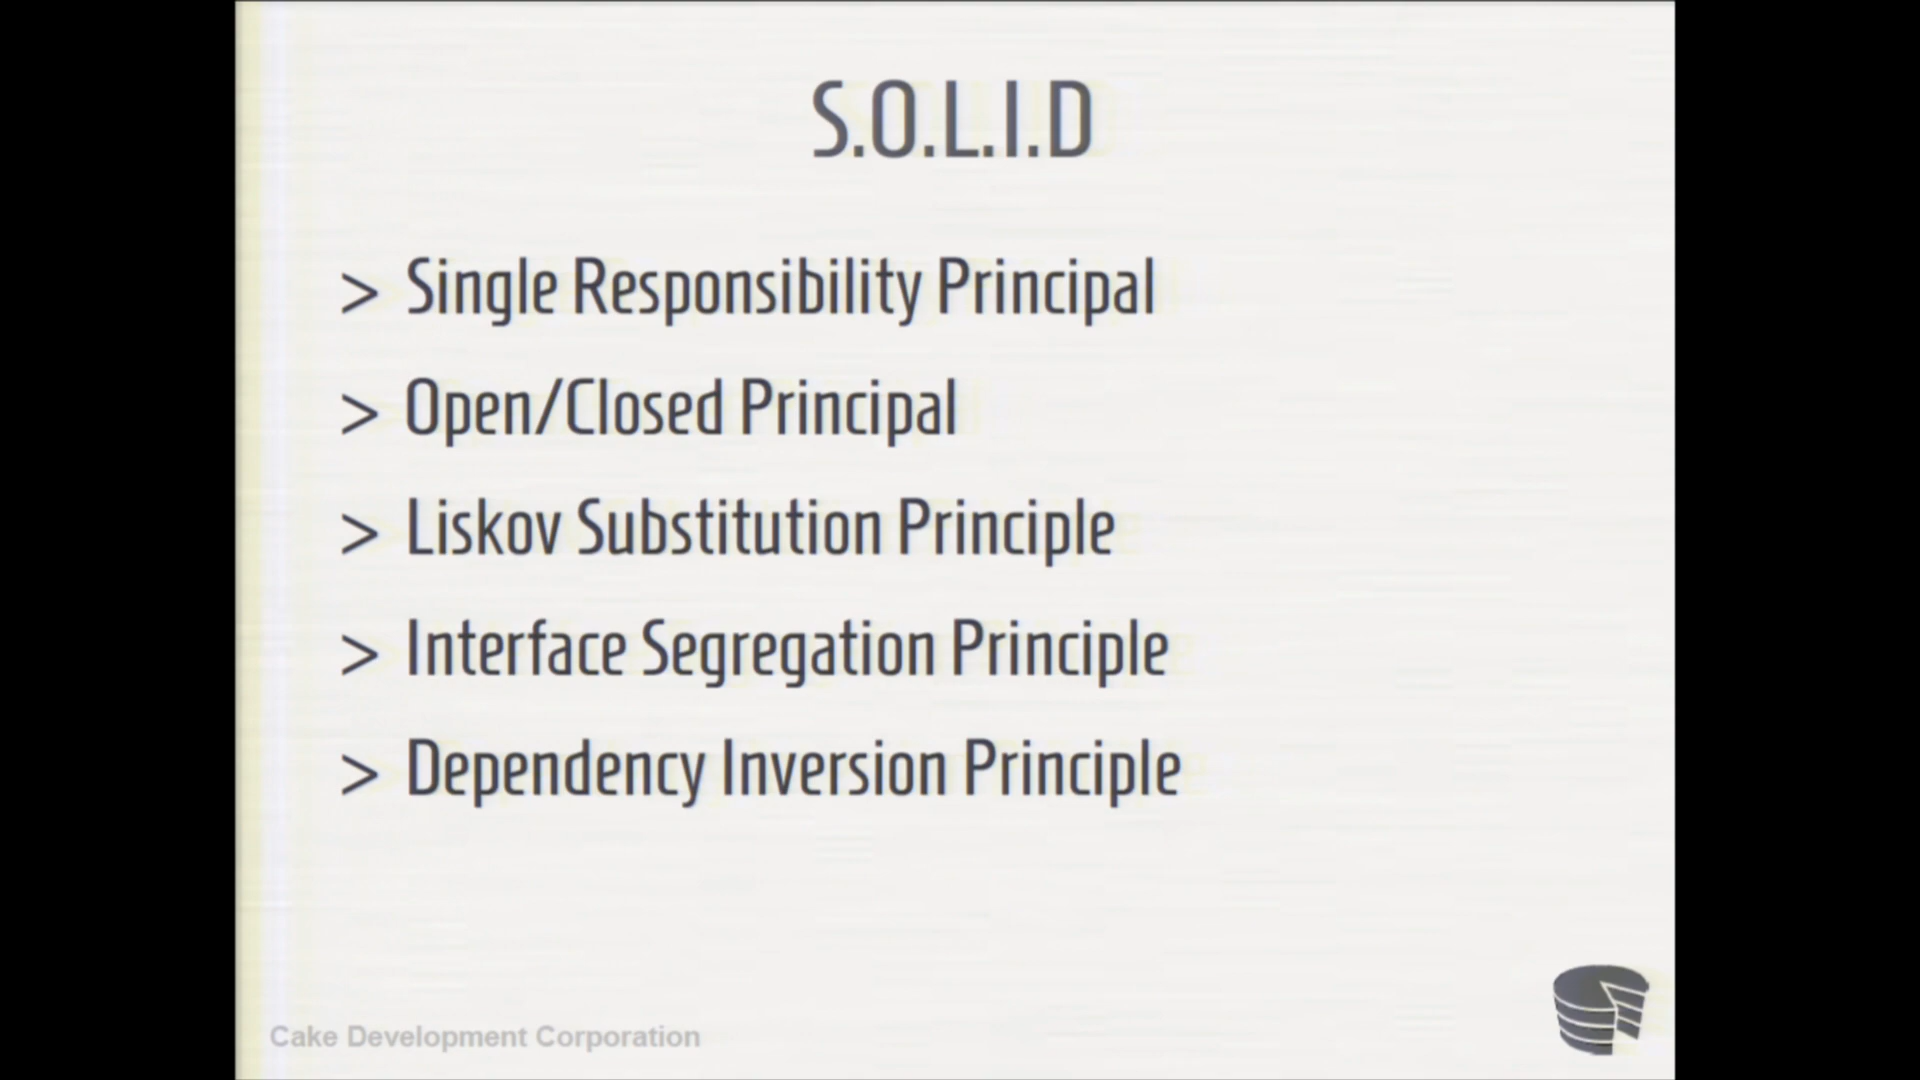 S.O.L.I.D
> Single Responsibility Principal
> Open/Closed Principal
> Liskov Substitution Principle
> Interface Segregation Principle
> Dependency Inversion Principle
Cake Development Corporation